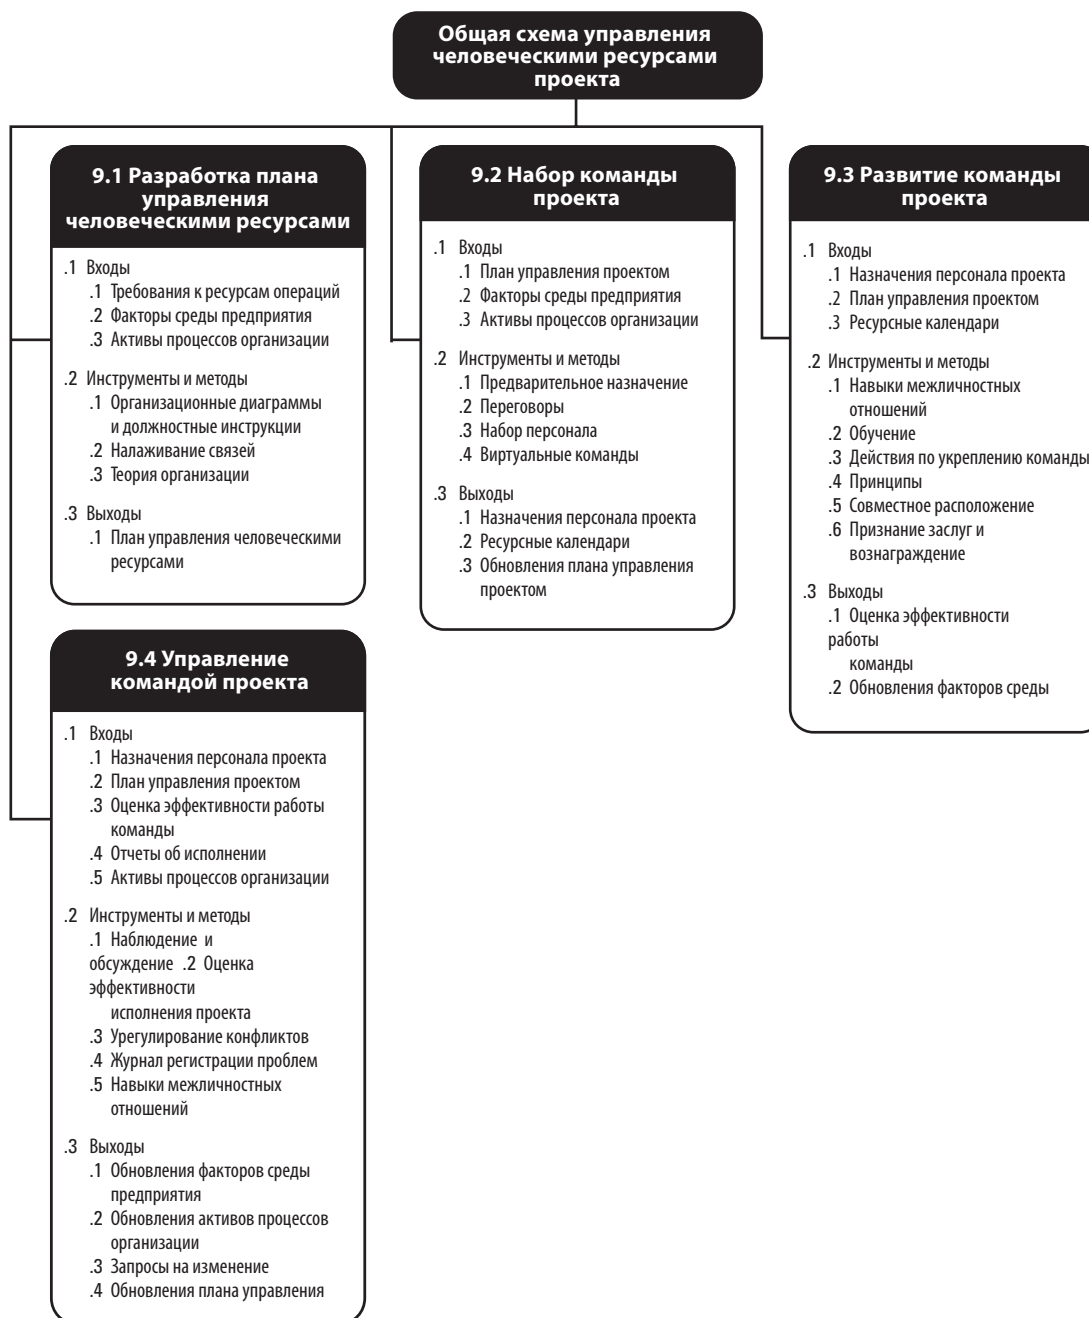 Общая схема управления
человеческими ресурсами
проекта
9.1 Разработка плана
управления
человеческими ресурсами
.1 Входы
.1 Требования к ресурсам операций
.2 Факторы среды предприятия
.3 Активы процессов организации
.2 Инструменты и методы
.1 Организационные диаграммы
и должностные инструкции
.2 Налаживание связей
.3 Теория организации
.3 Выходы
.1 План управления человеческими
ресурсами
9.2 Набор команды
проекта
.1 Входы
.1 План управления проектом
.2 Факторы среды предприятия
.3 Активы процессов организации
.2 Инструменты и методы
.1 Предварительное назначение
.2 Переговоры
.3 Набор персонала
.4 Виртуальные команды
.3 Выходы
.1 Назначения персонала проекта
.2 Ресурсные календари
.3 Обновления плана управления
проектом
9.3 Развитие команды
проекта
.1 Входы
.1 Назначения персонала проекта
.2 План управления проектом
.3 Ресурсные календари
.2 Инструменты и методы
.1 Навыки межличностных
отношений
.2 Обучение
.3 Действия по укреплению команды
.4 Принципы
.5 Совместное расположение
.6 Признание заслуг и
вознаграждение
.3 Выходы
.1 Оценка эффективности
работы
команды
.2 Обновления факторов среды
9.4 Управление
командой проекта
.1 Входы
.1 Назначения персонала проекта
.2 План управления проектом
.3 Оценка эффективности работы
команды
.4 Отчеты об исполнении
.5 Активы процессов организации
.2 Инструменты и методы
.1 Наблюдение и
обсуждение .2 Оценка
эффективности
исполнения проекта
.3 Урегулирование конфликтов
.4 Журнал регистрации проблем
.5 Навыки межличностных
отношений
.3 Выходы
.1 Обновления факторов среды
предприятия
.2 Обновления активов процессов
организации
.3 Запросы на изменение
.4 Обновления плана управления